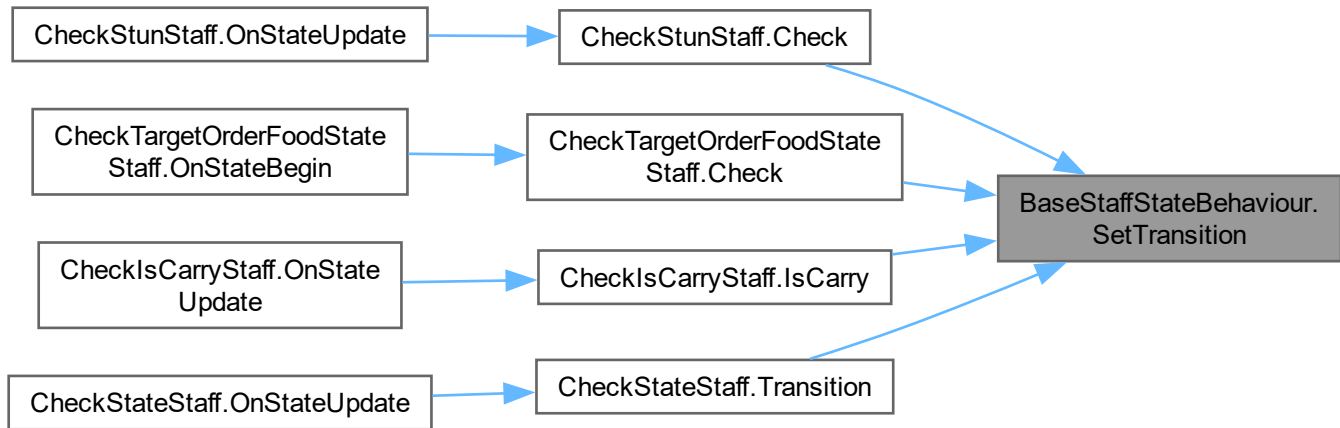 CheckStunStaff.OnStateUpdate
CheckStunStaff.Check
CheckTargetOrderFoodState
Staff.OnStateBegin
CheckTargetOrderFoodState
Staff.Check
BaseStaffStateBehaviour.
SetTransition
CheckIsCarryStaff.OnState
Update
CheckIsCarryStaff.IsCarry
CheckStateStaff.OnStateUpdate
CheckStateStaff.Transition